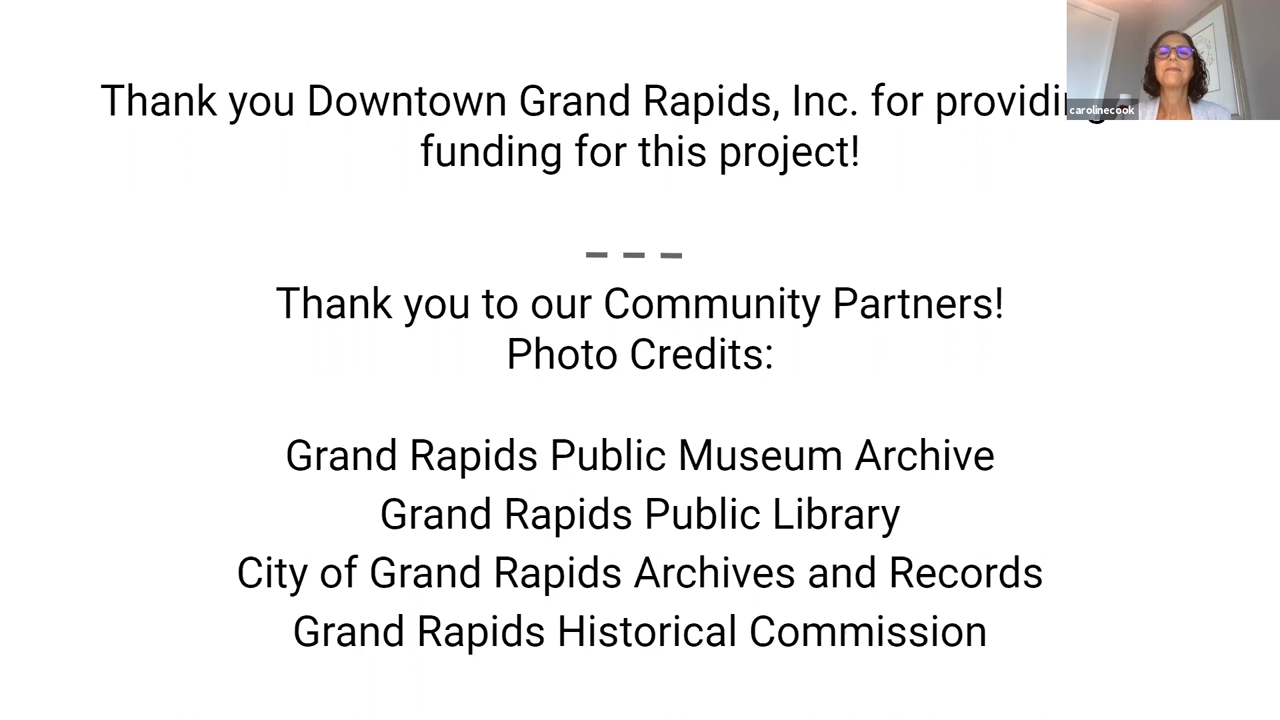 Thank you Downtown Grand Rapids, Inc. for providing
funding for this project!
carolinecook
Thank you to our Community Partners!
Photo Credits:
Grand Rapids Public Museum Archive
Grand Rapids Public Library
City of Grand Rapids Archives and Records
Grand Rapids Historical Commission